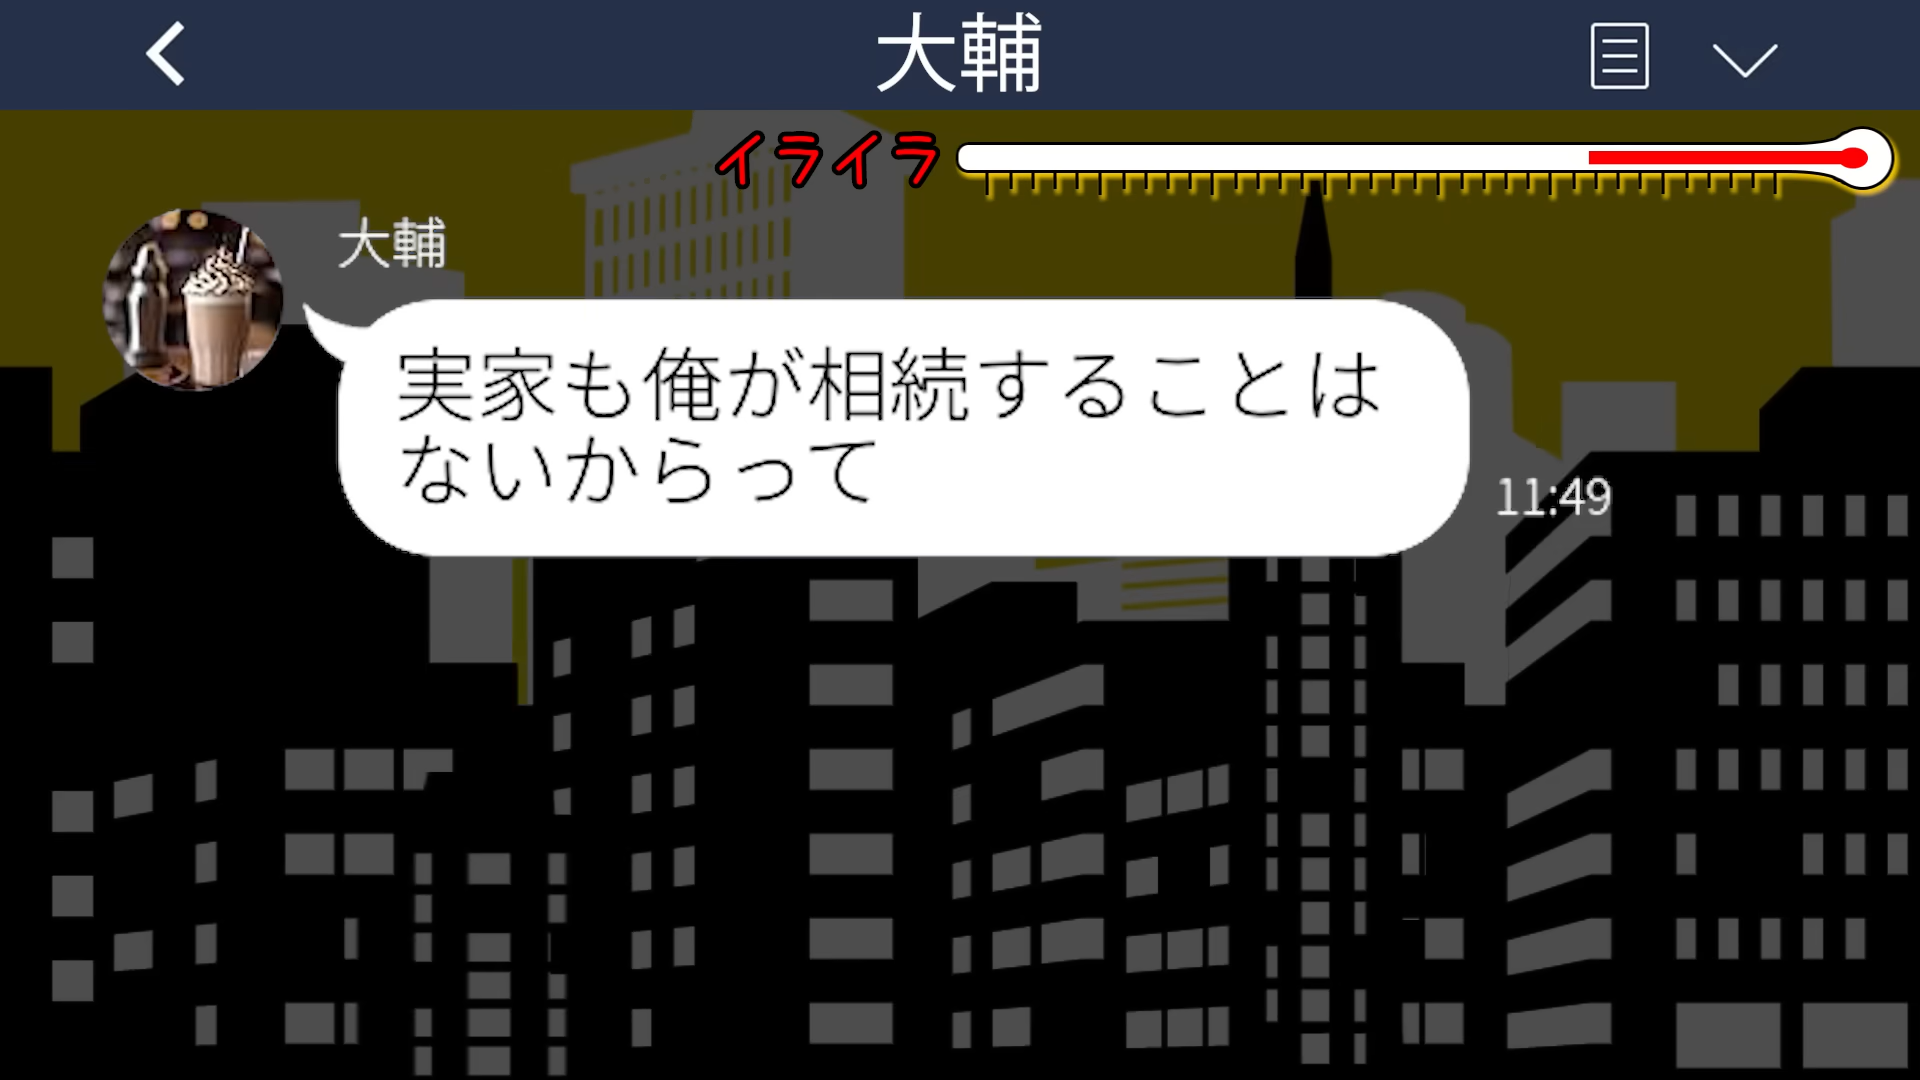 大輔
イライラ
大輔
実家も俺が相続することは
ないからって
11:49